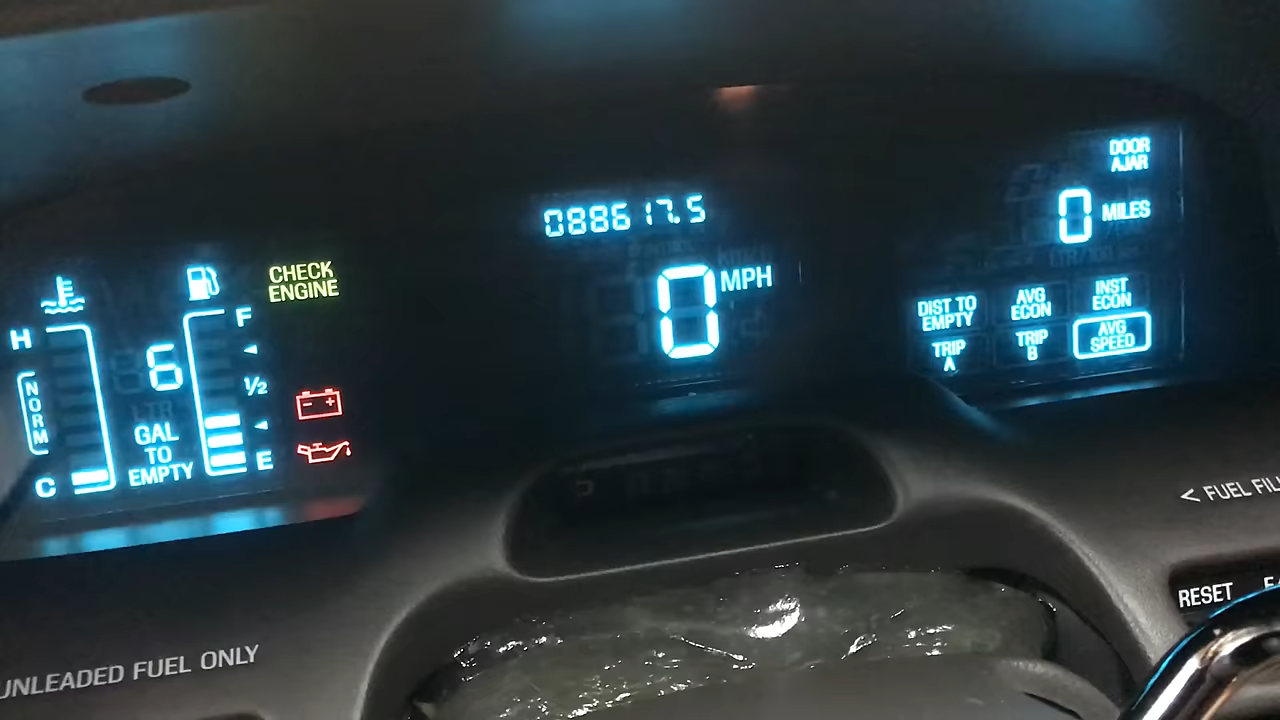 DOOR
AJAR
0 MILES
088617.5
0 MPH
CHECK
ENGINE
H
F
NORM
6
1/2
GAL
TO
EMPTY
C
E
DIST TO
EMPTY
AVG
ECON
INST
ECON
TRIP
A
TRIP
B
AVG
SPEED
< FUEL FIL
RESET
UNLEADED FUEL ONLY